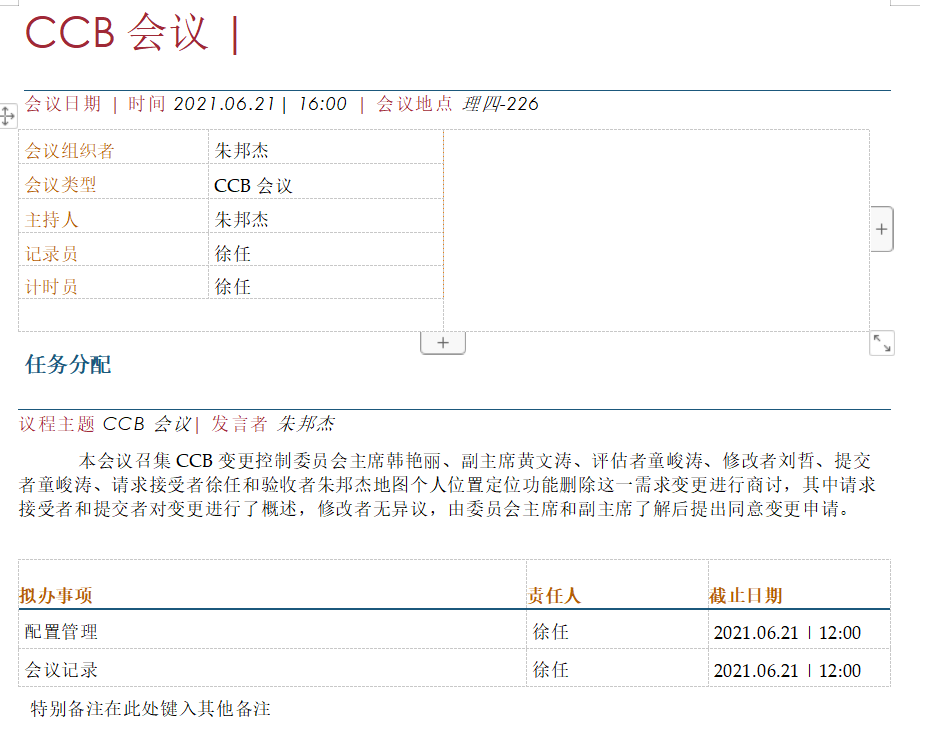 CCB 会议 |
会议日期 | 时间 2021.06.21 | 16:00 | 会议地点 理四-226
会议组织者 朱邦杰
会议类型 CCB 会议
主持人 朱邦杰
记录员 徐任
计时员 徐任
任务分配
议程主题 CCB 会议 | 发言者 朱邦杰
本会议召集 CCB 变更控制委员会主席韩艳丽、副主席黄文涛、评估者童峻涛、修改者刘哲、提交
者童峻涛、请求接受者徐任和验收者朱邦杰地图个人位置定位功能删除这一需求变更进行商讨，其中请求
接受者和提交者对变更进行了概述，修改者无异议，由委员会主席和副主席了解后提出同意变更申请。
拟办事项 责任人 截止日期
配置管理 徐任 2021.06.21 | 12:00
会议记录 徐任 2021.06.21 | 12:00
特别备注在此处键入其他备注